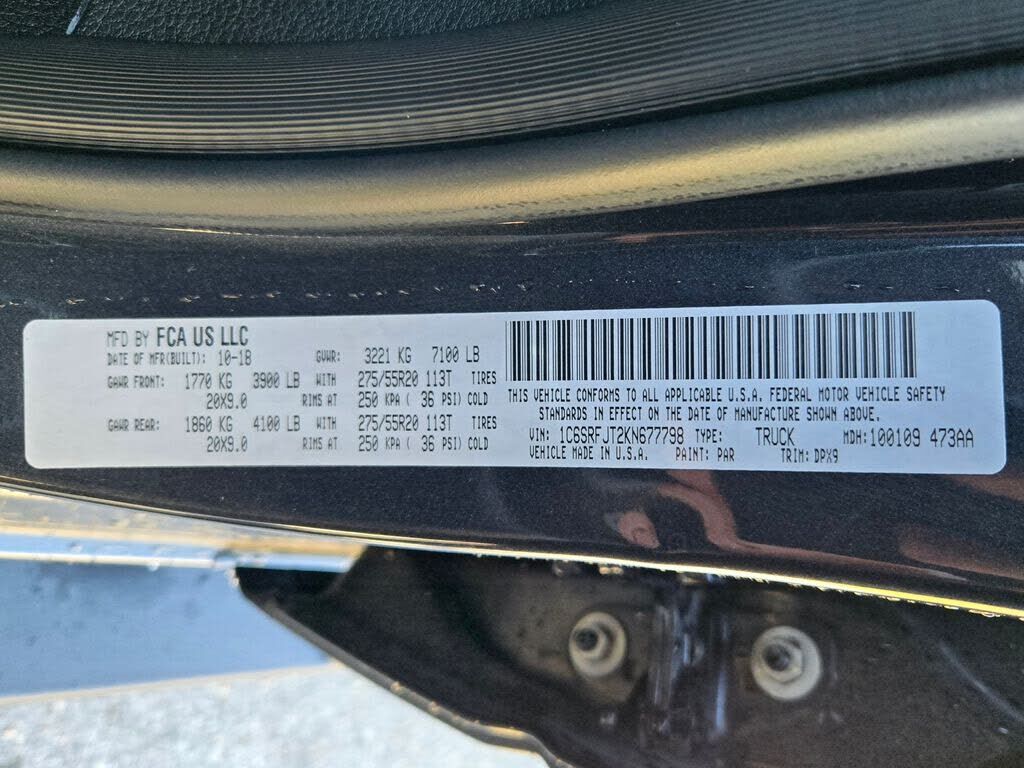 MFD BY FCA US LLC
DATE OF MFR(BUILT): 10-18 GVWR: 3221 KG 7100 LB
GAWR FRONT: 1770 KG 3900 LB WITH 275/55R20 113T TIRES
20X9.0 RIMS AT 250 KPA ( 36 PSI) COLD
GAWR REAR: 1860 KG 4100 LB WITH 275/55R20 113T TIRES
20X9.0 RIMS AT 250 KPA ( 36 PSI) COLD
THIS VEHICLE CONFORMS TO ALL APPLICABLE U.S.A. FEDERAL MOTOR VEHICLE SAFETY
STANDARDS IN EFFECT ON THE DATE OF MANUFACTURE SHOWN ABOVE.
VIN: 1C6SRFJT2KN677798 TYPE: TRUCK MDH:100109 473AA
VEHICLE MADE IN U.S.A. PAINT: PAR TRIM: DPX9